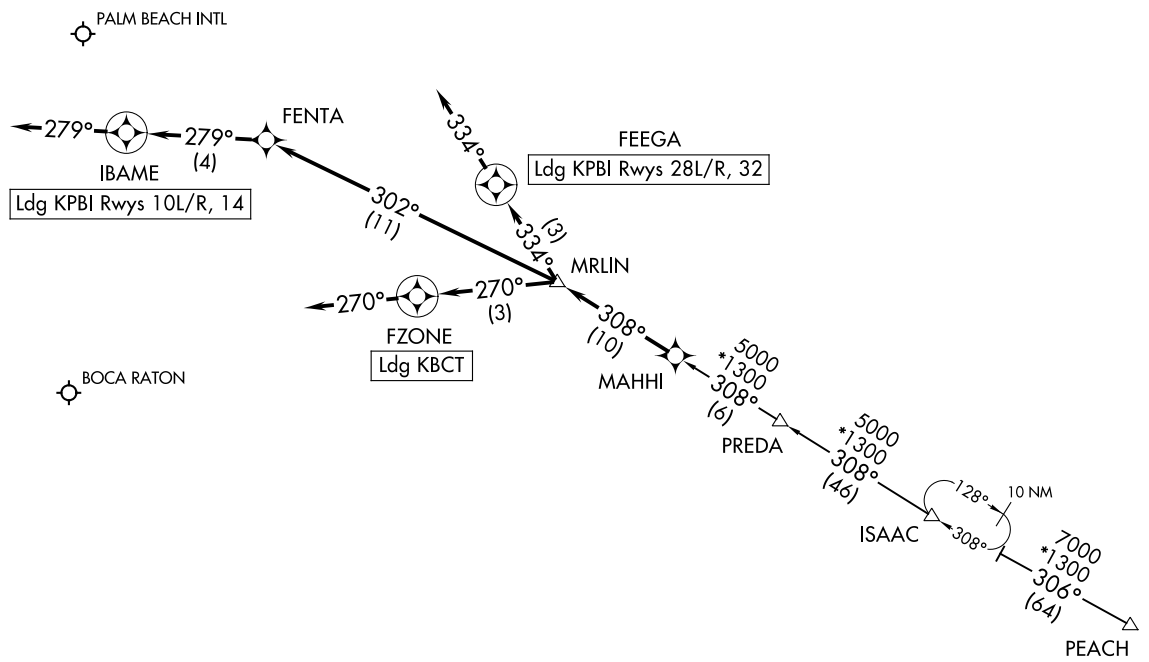 PALM BEACH INTL
279°
279°
(4)
IBAME
Ldg KPBI Rwys 10L/R, 14
FENTA
302°
(11)
334°
FEEGA
Ldg KPBI Rwys 28L/R, 32
334°
(3)
MRLIN
270°
270°
(3)
FZONE
Ldg KBCT
308°
(10)
MAHHI
BOCA RATON
5000
*1300
308°
(6)
PREDA
5000
*1300
308°
(46)
ISAAC
128°
10 NM
308°
7000
*1300
306°
(64)
PEACH